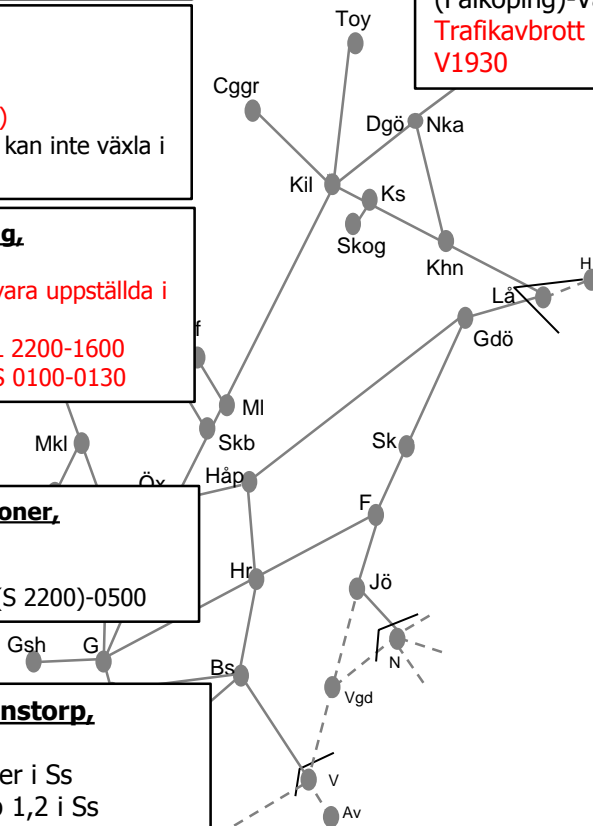 (Falköping)-V
Trafikavbrott
V1930
)
kan inte växla i
g,
vara uppställda i
2200-1600
S 0100-0130
oner,
(S 2200)-0500
nstorp,
er i Ss
1,2 i Ss
Toy
Cggr
Dgö
Nka
Kil
Ks
Skog
Khn
H
Lå
Gdö
f
Ml
Skb
Mkl
Öx
Håp
Sk
F
Hr
Jö
Gsh
G
N
Bs
Vgd
V
Av